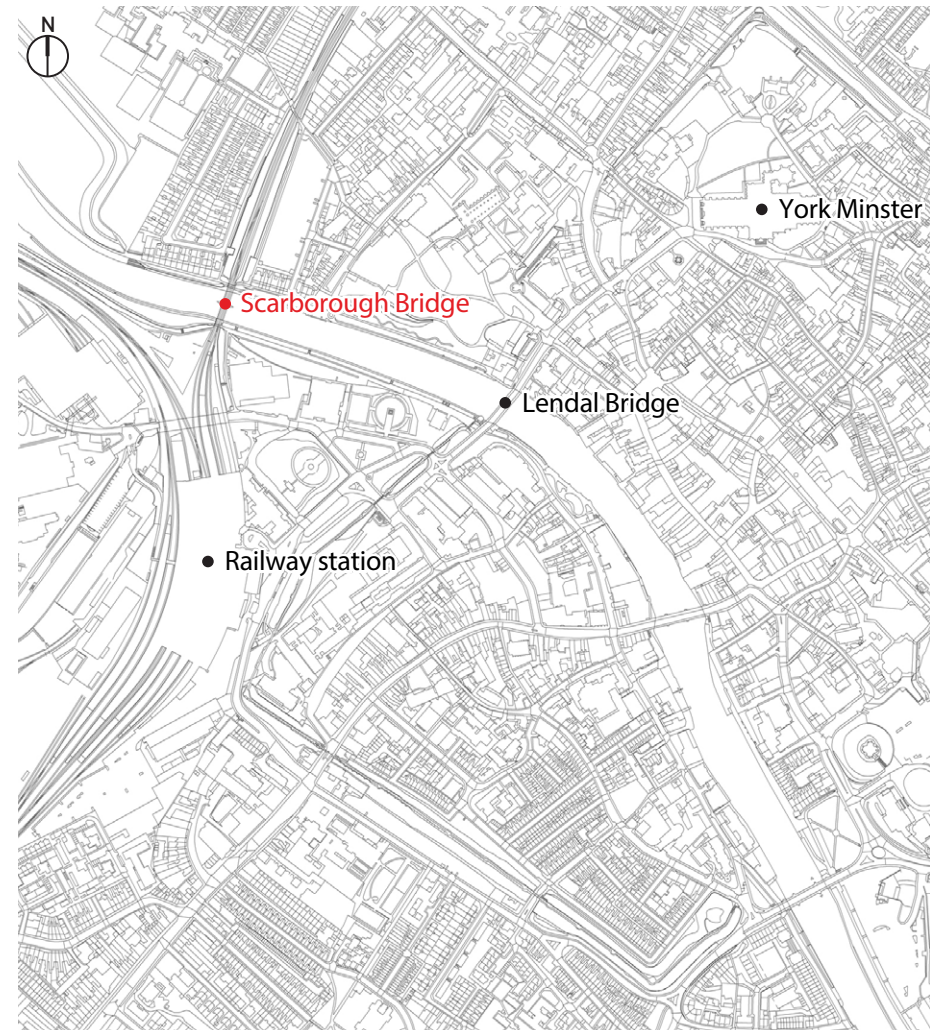 N
York Minster
Scarborough Bridge
Lendal Bridge
Railway station